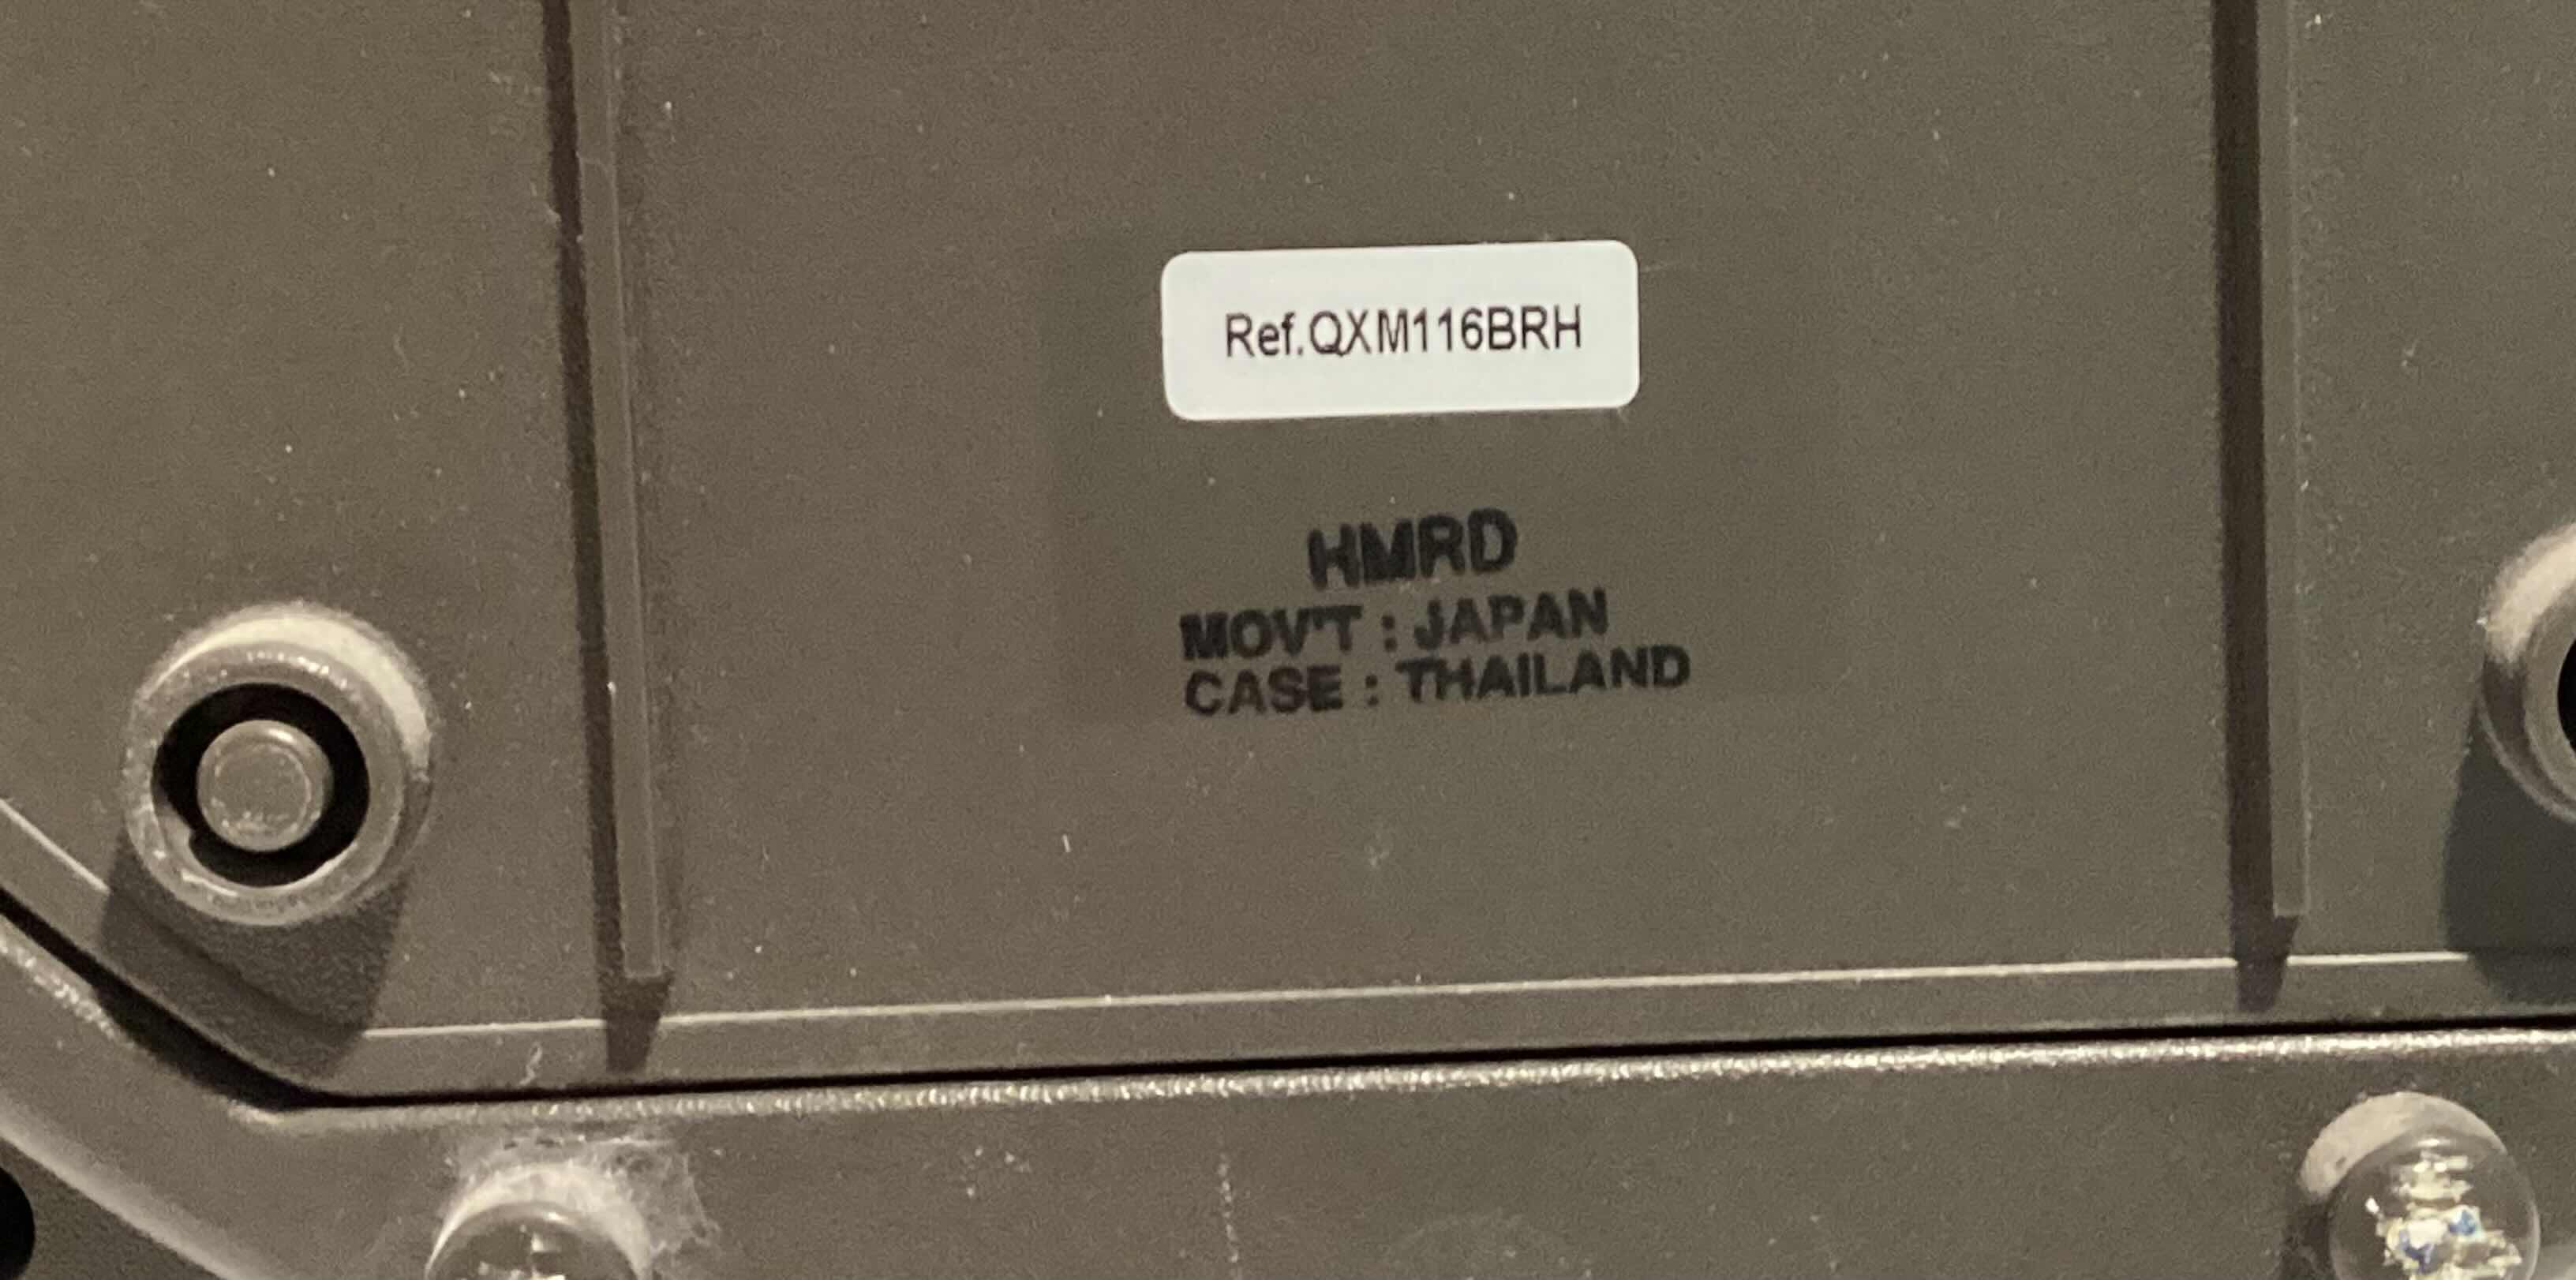 Ref.QXM116BRH
HMRD
MOV'T : JAPAN
CASE : THAILAND